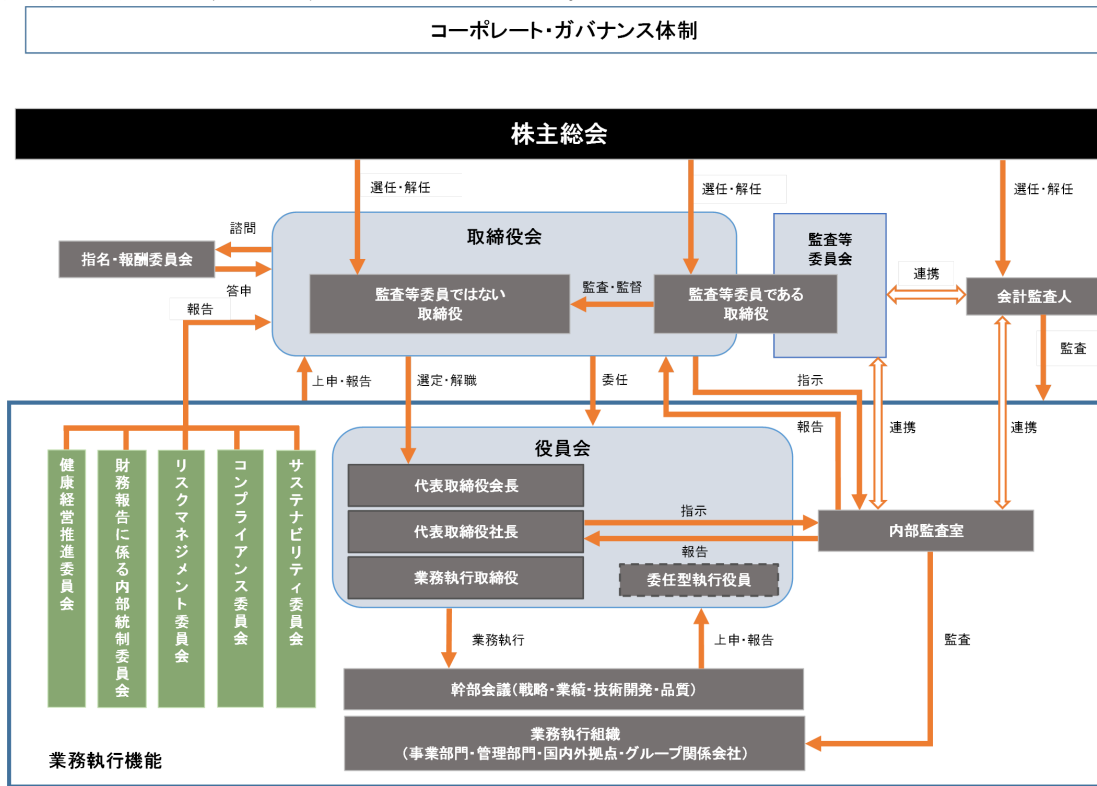 コーポレート・ガバナンス体制
株主総会
選任・解任
選任・解任
選任・解任
諮問
指名・報酬委員会
答申
報告
取締役会
監査等委員ではない
取締役
監査・監督
監査等委員である
取締役
監査等
委員会
連携
会計監査人
監査
上申・報告
選定・解職
委任
指示
報告
連携
連携
健康経営推進委員会
財務報告に係る内部統制委員会
リスクマネジメント委員会
コンプライアンス委員会
サステナビリティ委員会
役員会
代表取締役会長
代表取締役社長
業務執行取締役
委任型執行役員
指示
報告
内部監査室
業務執行
上申・報告
監査
幹部会議(戦略・業績・技術開発・品質)
業務執行組織
(事業部門・管理部門・国内外拠点・グループ関係会社)
業務執行機能